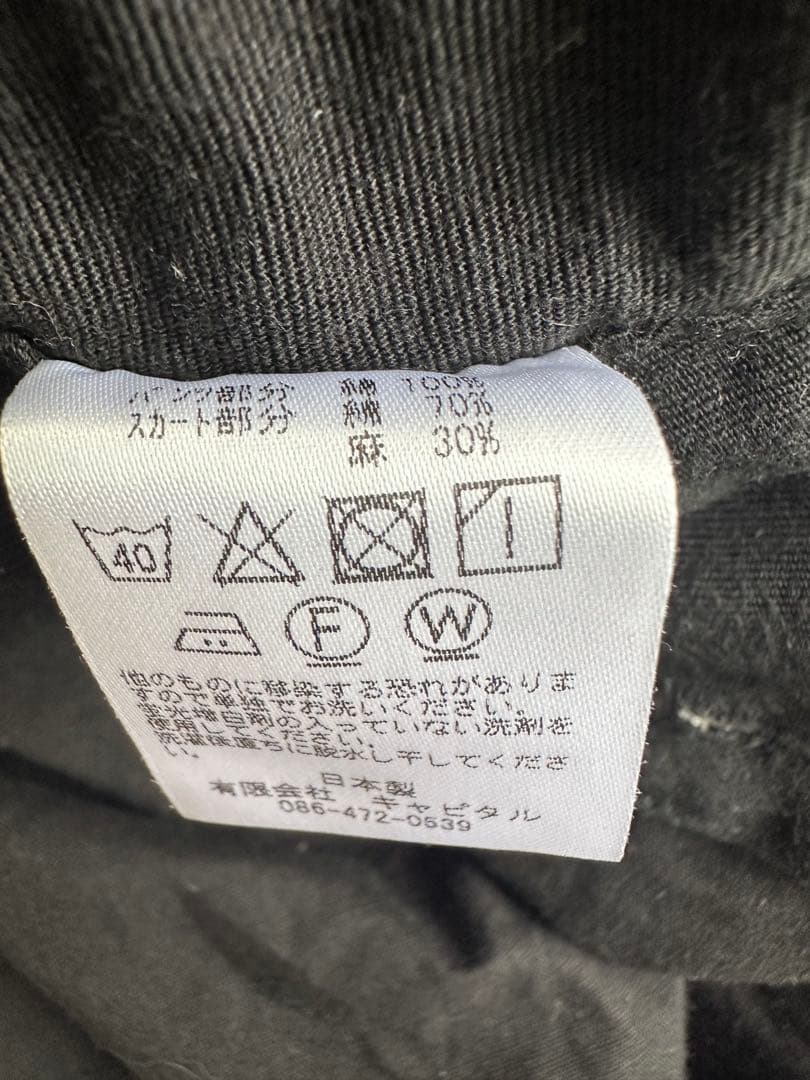 パンツ部分 綿 100%
スカート部分 綿 70%
麻 30%
40
F
W
他のものに移染する恐れがありま
すので単独でお洗いください。
蛍光増白剤の入っていない洗剤を
使用してください。
洗濯後直ちに脱水し干してくださ
い。
日本製
有限会社 キャピタル
086-472-0539